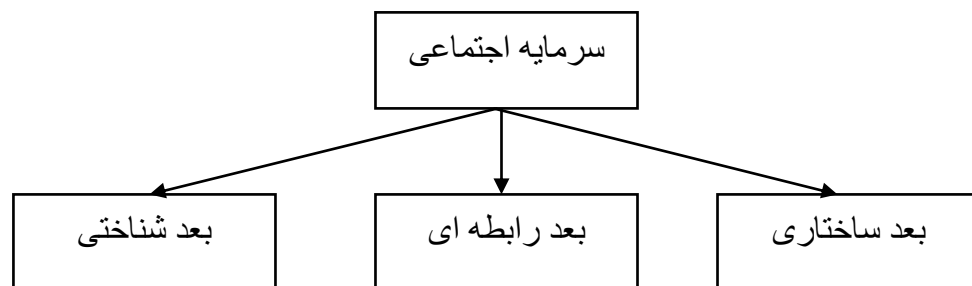 سرمایه اجتماعی
بعد ساختاری
بعد رابطه ای
بعد شناختی